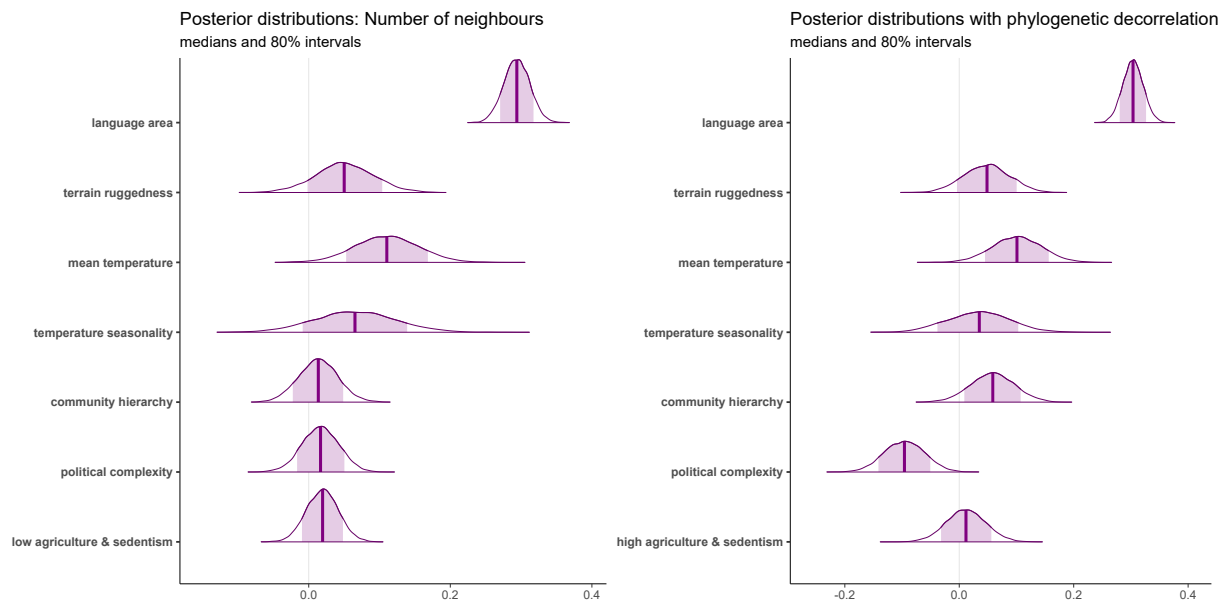 Posterior distributions: Number of neighbours
medians and 80% intervals
language area
terrain ruggedness
mean temperature
temperature seasonality
community hierarchy
political complexity
low agriculture & sedentism
0.0 0.2 0.4
Posterior distributions with phylogenetic decorrelation
medians and 80% intervals
language area
terrain ruggedness
mean temperature
temperature seasonality
community hierarchy
political complexity
high agriculture & sedentism
-0.2 0.0 0.2 0.4